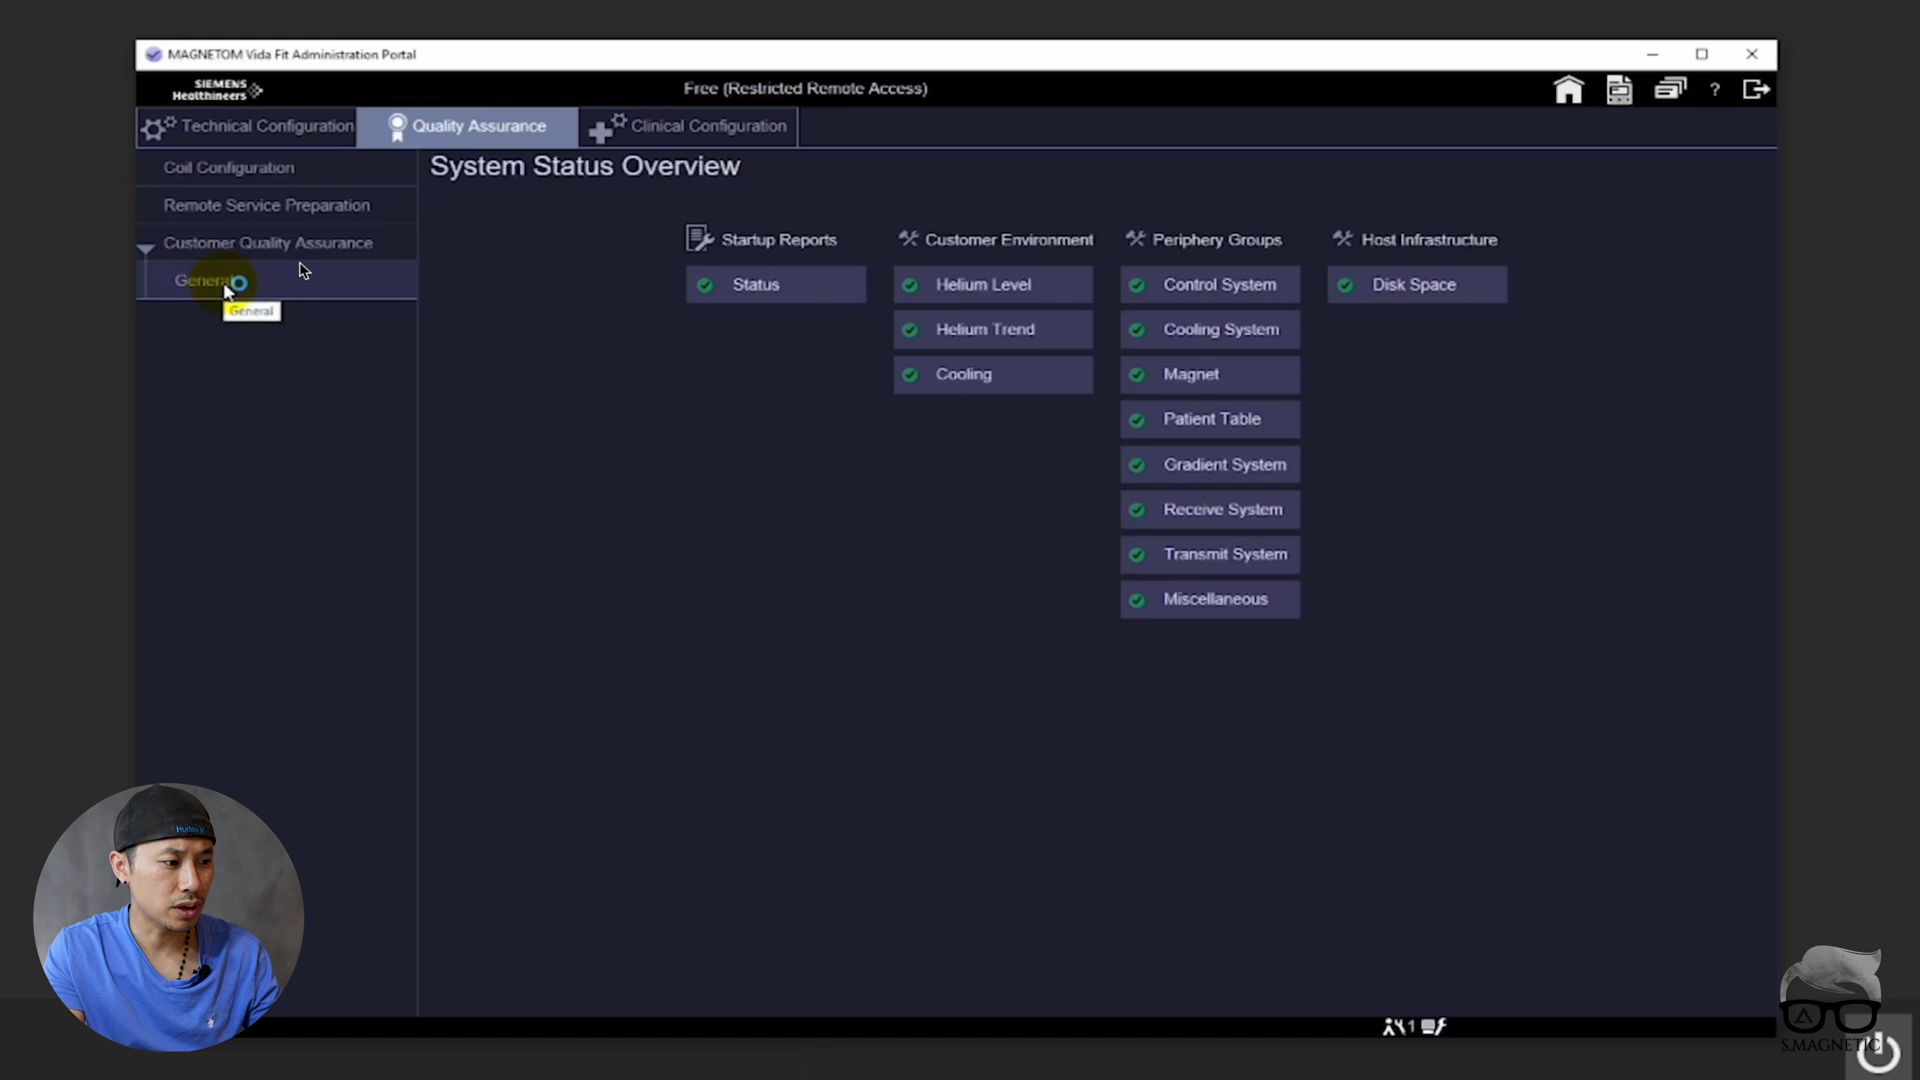 MAGNETOM Vida Fit Administration Portal
SIEMENS
Healthineers
Free (Restricted Remote Access)
?
Technical Configuration
Quality Assurance
Clinical Configuration
Coil Configuration
Remote Service Preparation
Customer Quality Assurance
General
General
System Status Overview
Startup Reports
Status
Customer Environment
Helium Level
Helium Trend
Cooling
Periphery Groups
Control System
Cooling System
Magnet
Patient Table
Gradient System
Receive System
Transmit System
Miscellaneous
Host Infrastructure
Disk Space
1
Hurley
S.MAGNETIC